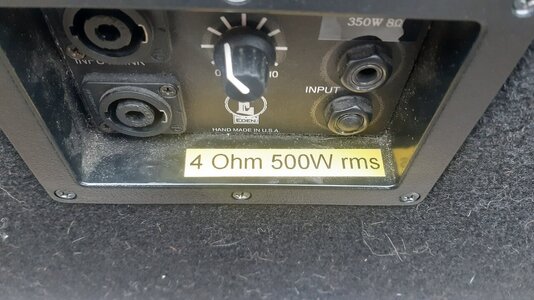 350W 8Ω
INPUT/LINK
0 10
INPUT
EDEN
HAND MADE IN U.S.A.
4 Ohm 500W rms